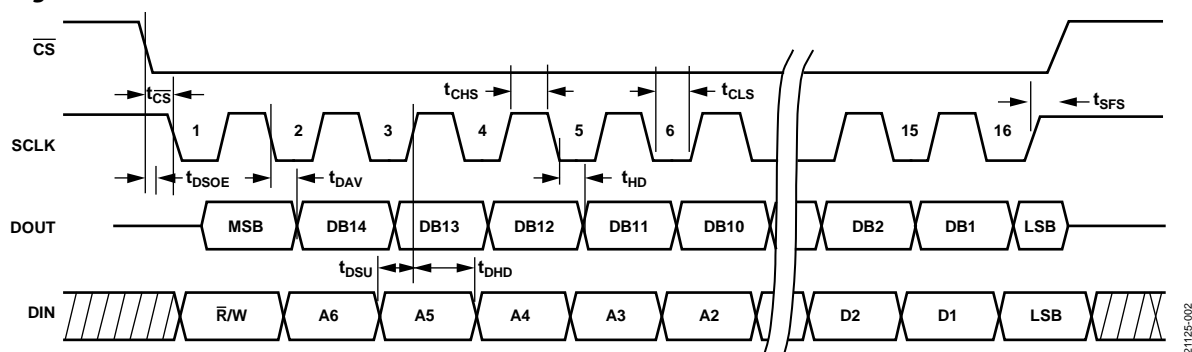 CS
tCS
tCHS
tCLS
tSFS
SCLK
1
2
3
4
5
6
15
16
tDSOE
tDAV
tHD
DOUT
MSB
DB14
DB13
DB12
DB11
DB10
DB2
DB1
LSB
tDSU
tDHD
DIN
R/W
A6
A5
A4
A3
A2
D2
D1
LSB
21125-002